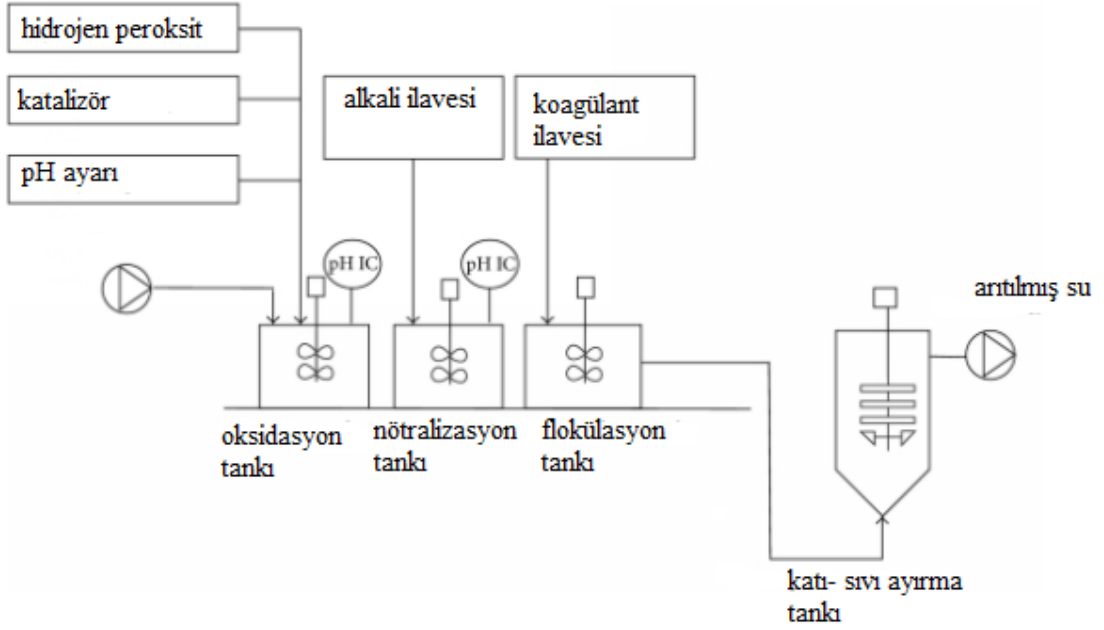 hidrojen peroksit
katalizör
pH ayarı
alkali ilavesi
koagülant
ilavesi
pH IC
pH IC
arıtılmış su
oksidasyon
tankı
nötralizasyon
tankı
flokülasyon
tankı
katı- sıvı ayırma
tankı